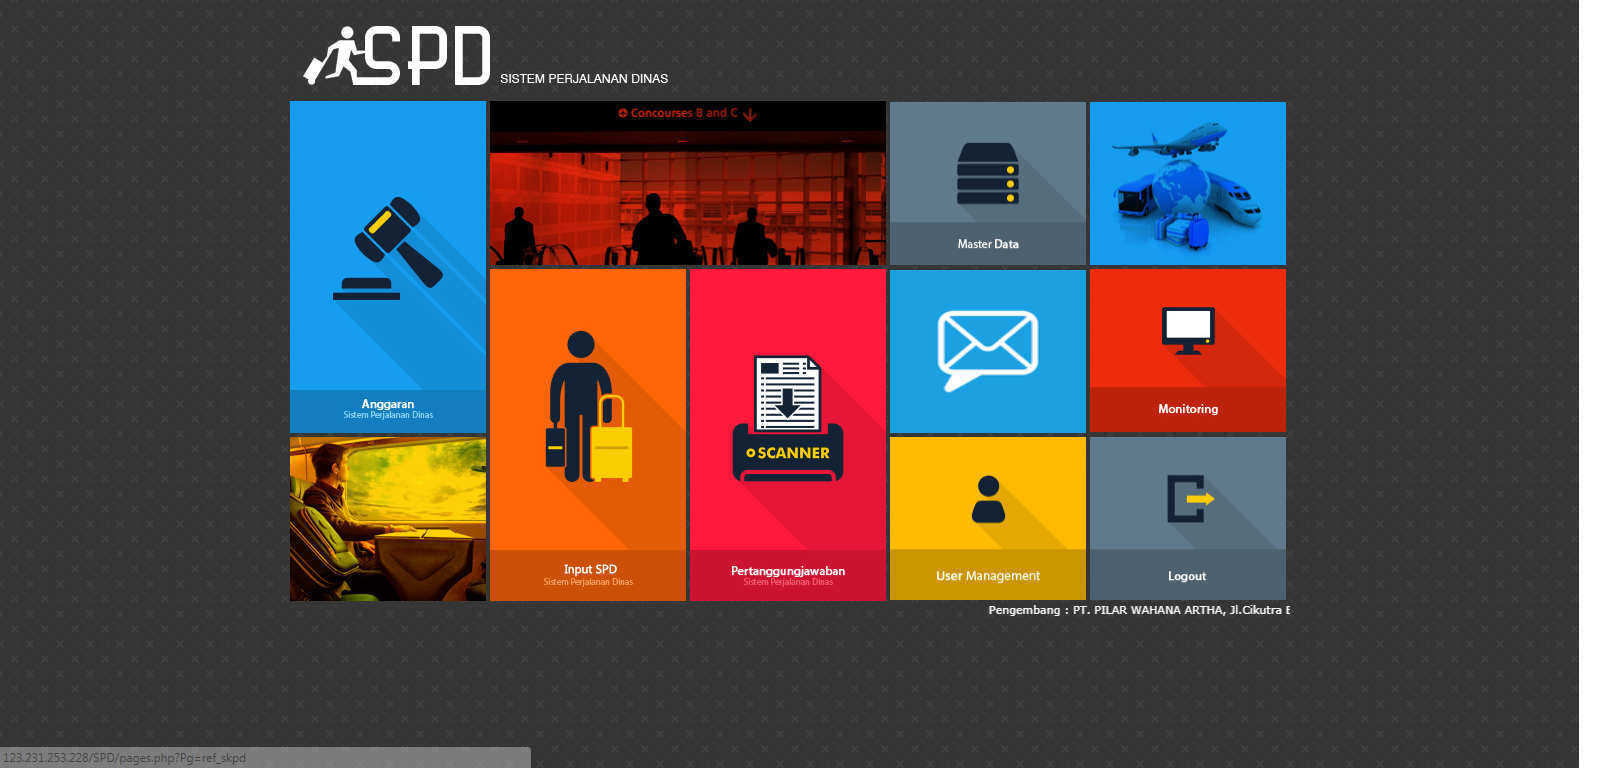 SPD
SISTEM PERJALANAN DINAS
Concourses B and C
Master Data
Anggaran
Sistem Perjalanan Dinas
SCANNER
Monitoring
Input SPD
Sistem Perjalanan Dinas
Pertanggungjawaban
Sistem Perjalanan Dinas
User Management
Logout
Pengembang : PT. PILAR WAHANA ARTHA, Jl.Cikutra
123.231.253.228/SPD/pages.php?Pg=ref_skpd